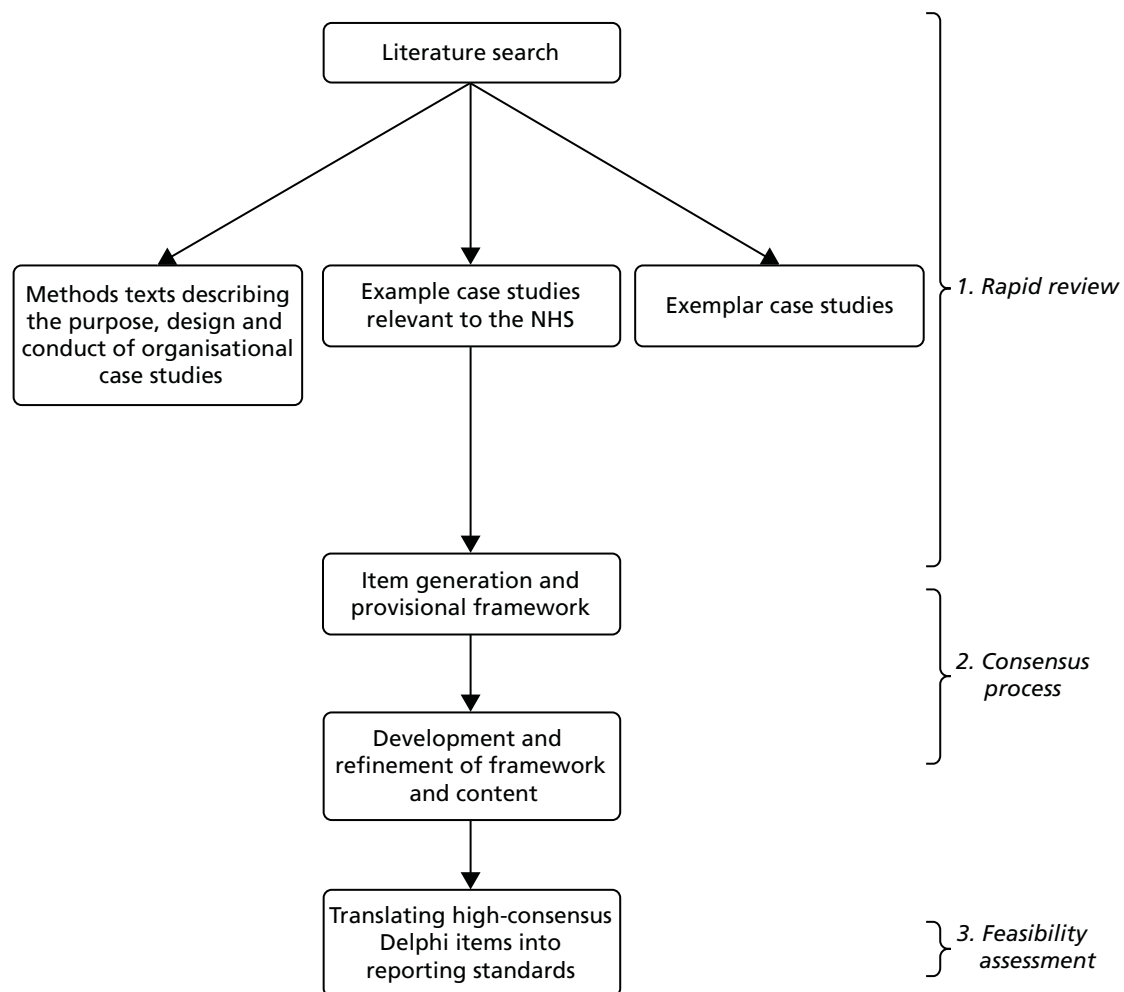 Literature search
Methods texts describing
the purpose, design and
conduct of organisational
case studies
Example case studies
relevant to the NHS
Exemplar case studies
1. Rapid review
Item generation and
provisional framework
2. Consensus
process
Development and
refinement of framework
and content
Translating high-consensus
Delphi items into
reporting standards
3. Feasibility
assessment